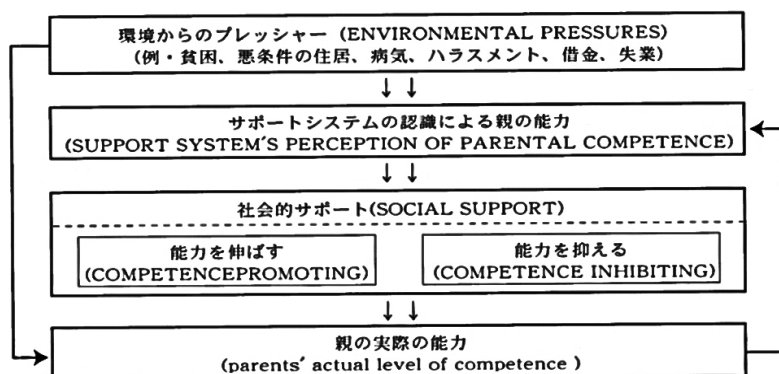 環境からのプレッシャー (ENVIRONMENTAL PRESSURES)
(例・貧困、悪条件の住居、病気、ハラスメント、借金、失業)
↓ ↓
サポートシステムの認識による親の能力
(SUPPORT SYSTEM'S PERCEPTION OF PARENTAL COMPETENCE)
↓ ↓
社会的サポート(SOCIAL SUPPORT)
能力を伸ばす
(COMPETENCEPROMOTING)
能力を抑える
(COMPETENCE INHIBITING)
↓ ↓
親の実際の能力
(parents' actual level of competence )